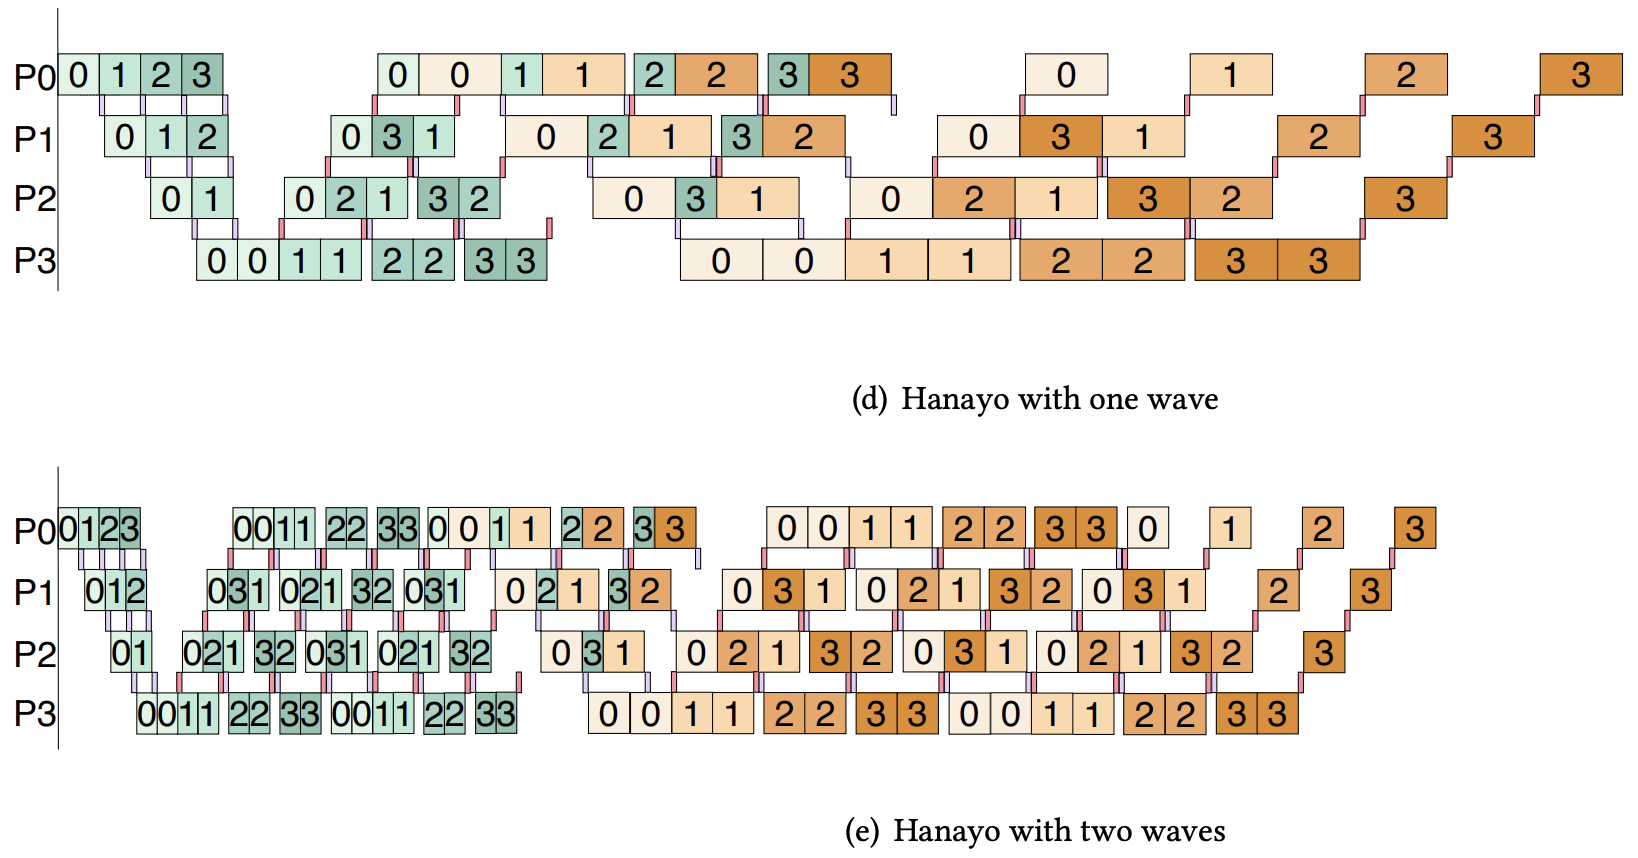 P0 0 1 2 3 0 0 1 1 2 2 3 3 0 1 2 3
P1 0 1 2 0 3 1 0 2 1 3 2 0 3 1 2 3
P2 0 1 0 2 1 3 2 0 3 1 0 2 1 3 2 3
P3 0 0 1 1 2 2 3 3 0 0 1 1 2 2 3 3
(d) Hanayo with one wave
P0 0 1 2 3 0 0 1 1 2 2 3 3 0 0 1 1 2 2 3 3 0 0 1 1 2 2 3 3 0 1 2 3
P1 0 1 2 0 3 1 0 2 1 3 2 0 3 1 0 2 1 3 2 0 3 1 0 2 1 3 2 0 3 1 2 3
P2 0 1 0 2 1 3 2 0 3 1 0 2 1 3 2 0 3 1 0 2 1 3 2 0 3 1 0 2 1 3 2 3
P3 0 0 1 1 2 2 3 3 0 0 1 1 2 2 3 3 0 0 1 1 2 2 3 3 0 0 1 1 2 2 3 3
(e) Hanayo with two waves